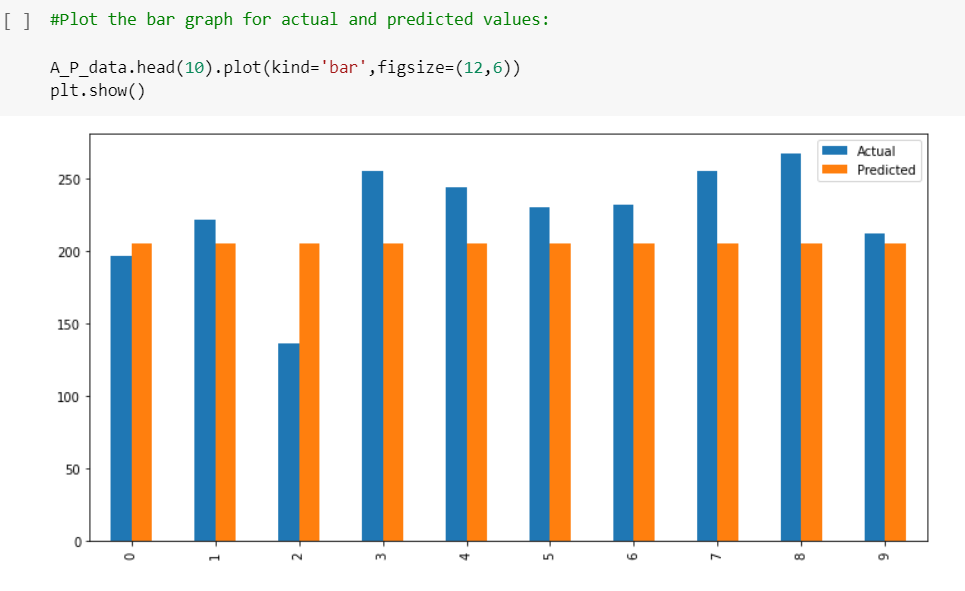 [ ] #Plot the bar graph for actual and predicted values:
A_P_data.head(10).plot(kind='bar',figsize=(12,6))
plt.show()
Actual
Predicted
250
200
150
100
50
0
0 1 2 3 4 5 6 7 8 9